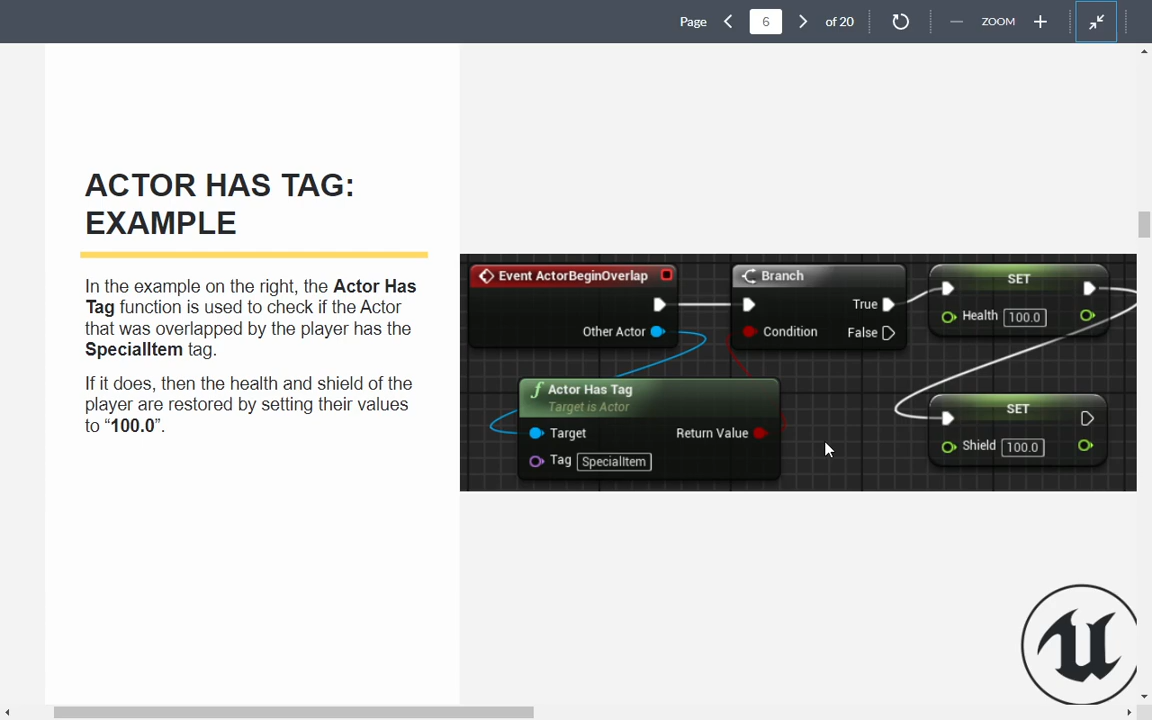 Page 6 of 20 ZOOM
ACTOR HAS TAG:
EXAMPLE
In the example on the right, the Actor Has
Tag function is used to check if the Actor
that was overlapped by the player has the
SpecialItem tag.
If it does, then the health and shield of the
player are restored by setting their values
to “100.0”.
Event ActorBeginOverlap
Other Actor
Branch
True
Condition False
SET
Health 100.0
f Actor Has Tag
Target is Actor
Target Return Value
Tag SpecialItem
SET
Shield 100.0